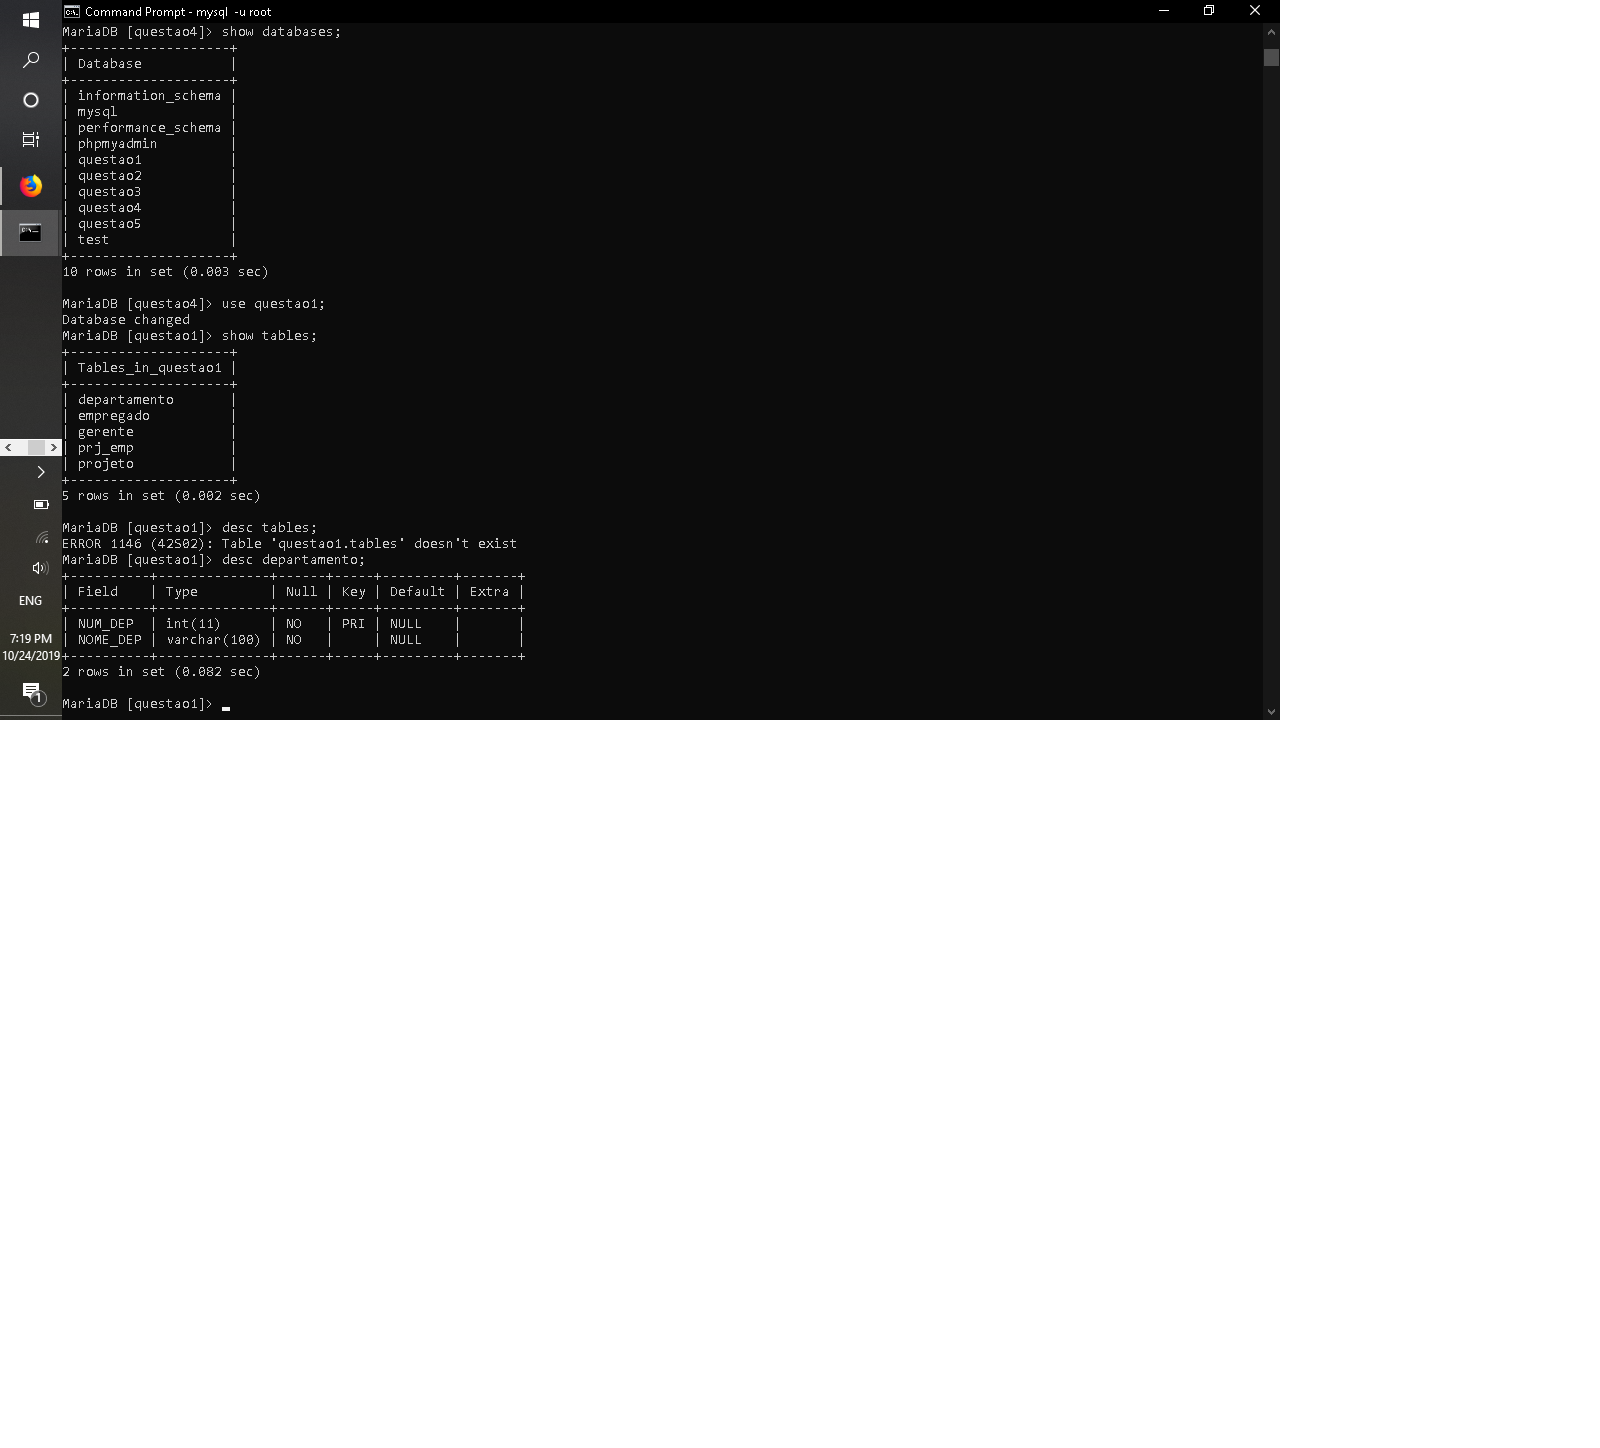 Command Prompt - mysql  -u root
MariaDB [questao4]> show databases;
+--------------------+
| Database           |
+--------------------+
| information_schema |
| mysql              |
| performance_schema |
| phpmyadmin         |
| questao1           |
| questao2           |
| questao3           |
| questao4           |
| questao5           |
| test               |
+--------------------+
10 rows in set (0.003 sec)
MariaDB [questao4]> use questao1;
Database changed
MariaDB [questao1]> show tables;
+--------------------+
| Tables_in_questao1 |
+--------------------+
| departamento       |
| empregado          |
| gerente            |
| prj_emp            |
| projeto            |
+--------------------+
5 rows in set (0.002 sec)
MariaDB [questao1]> desc tables;
ERROR 1146 (42S02): Table 'questao1.tables' doesn't exist
MariaDB [questao1]> desc departamento;
+----------+--------------+------+-----+---------+-------+
| Field    | Type         | Null | Key | Default | Extra |
+----------+--------------+------+-----+---------+-------+
| NUM_DEP  | int(11)      | NO   | PRI | NULL    |       |
| NOME_DEP | varchar(100) | NO   |     | NULL    |       |
+----------+--------------+------+-----+---------+-------+
2 rows in set (0.082 sec)
MariaDB [questao1]>
ENG
7:19 PM
10/24/2019
1